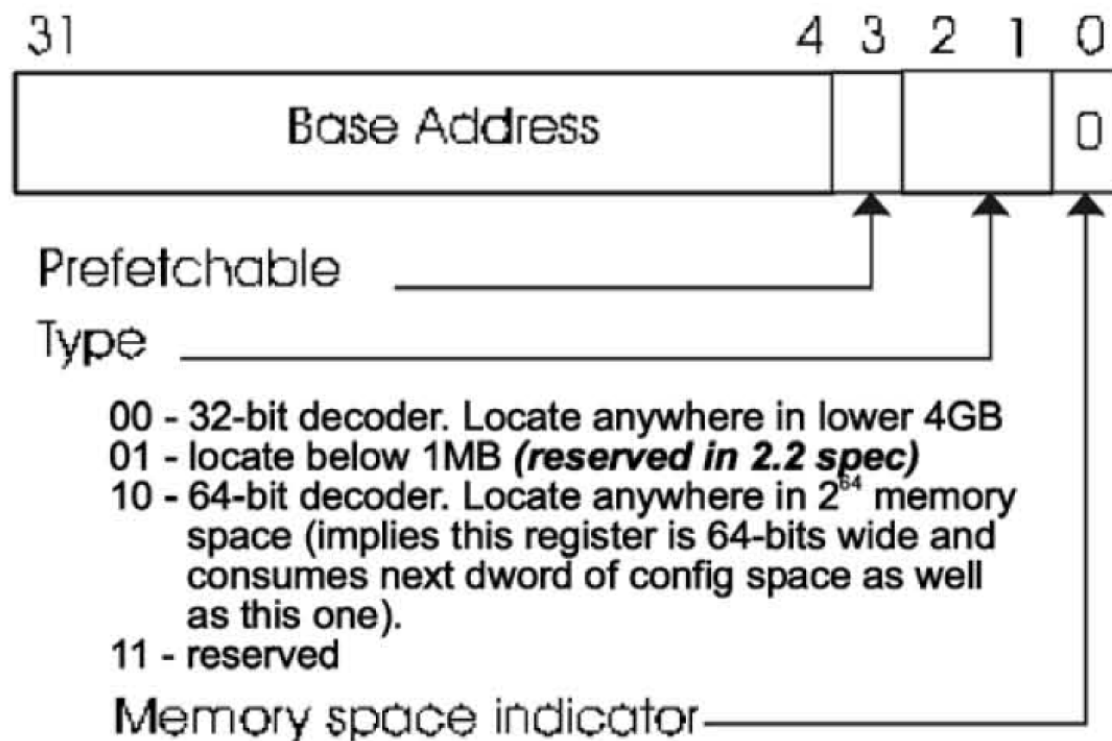 31 4 3 2 1 0
Base Address 0
Prefetchable
Type
00 - 32-bit decoder. Locate anywhere in lower 4GB
01 - locate below 1MB (reserved in 2.2 spec)
10 - 64-bit decoder. Locate anywhere in 2^64 memory
space (implies this register is 64-bits wide and
consumes next dword of config space as well
as this one).
11 - reserved
Memory space indicator